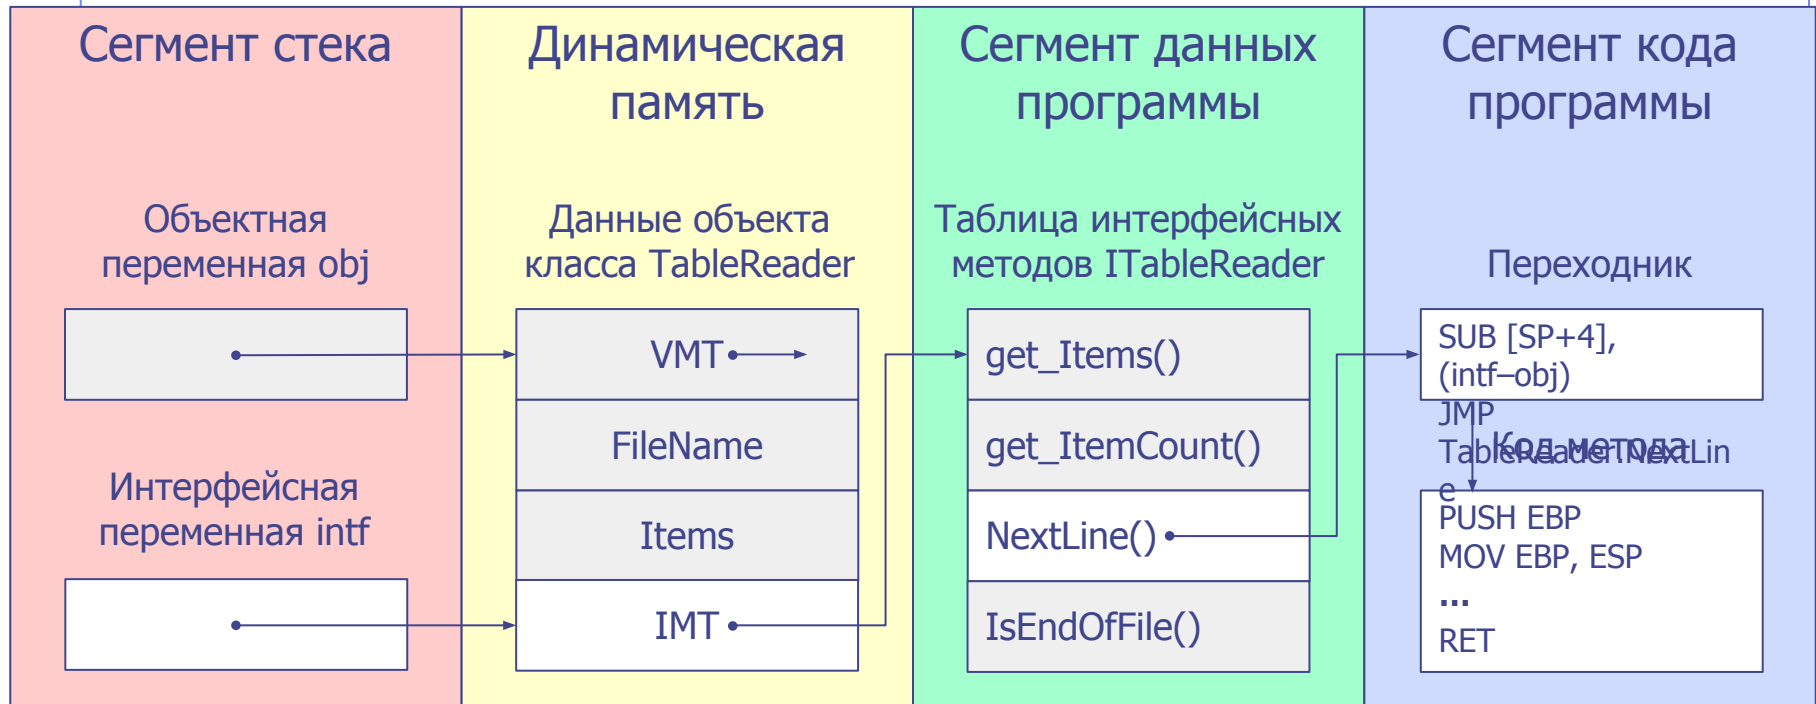 Сегмент стека
Объектная
переменная obj
Интерфейсная
переменная intf
Динамическая
память
Данные объекта
класса TableReader
VMT
FileName
Items
IMT
Сегмент данных
программы
Таблица интерфейсных
методов ITableReader
get_Items()
get_ItemCount()
NextLine()
IsEndOfFile()
Сегмент кода
программы
Переходник
SUB [SP+4],
(intf–obj)
JMP
TableReader.NextLin
e
Код метода
PUSH EBP
MOV EBP, ESP
...
RET